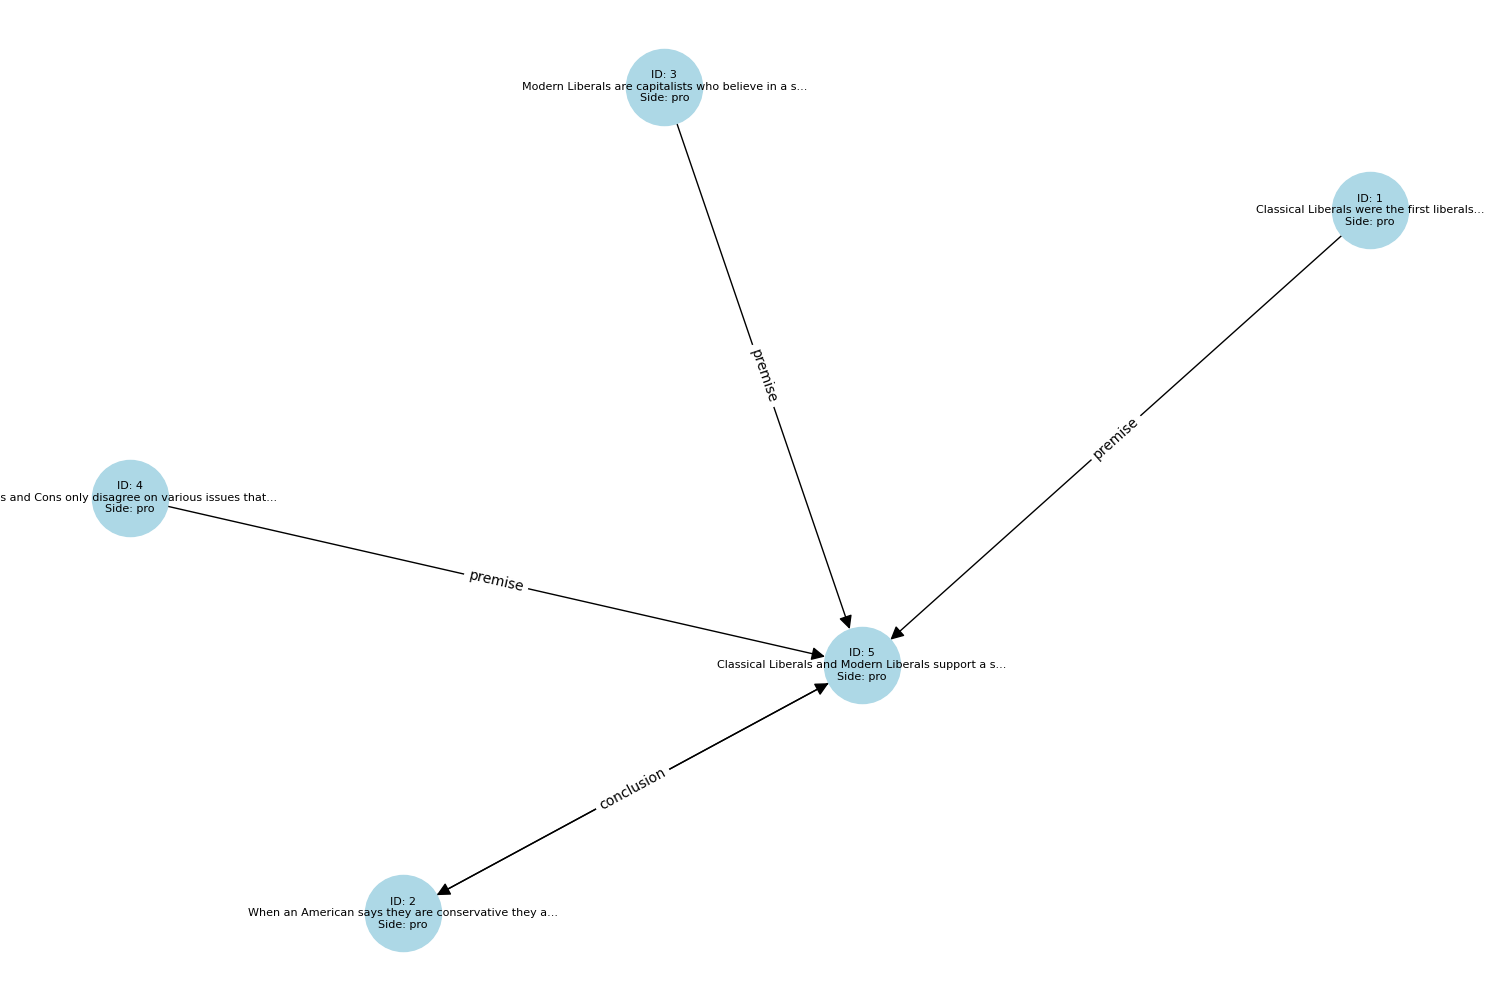 ID: 3
Modern Liberals are capitalists who believe in a s...
Side: pro
ID: 1
Classical Liberals were the first liberals...
Side: pro
premise
premise
ID: 4
s and Cons only disagree on various issues that...
Side: pro
premise
ID: 5
Classical Liberals and Modern Liberals support a s...
Side: pro
conclusion
ID: 2
When an American says they are conservative they a...
Side: pro